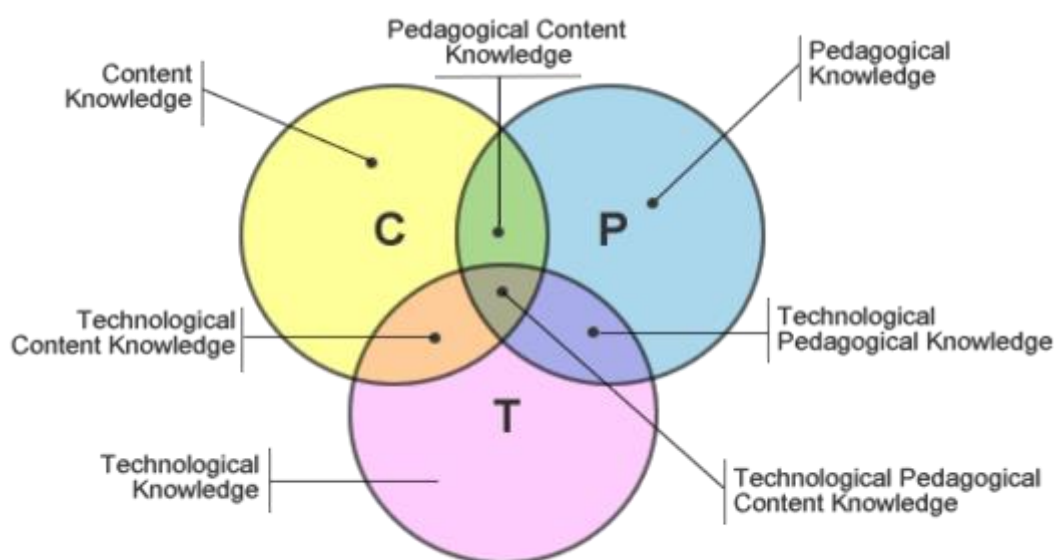 Pedagogical Content
Knowledge
Pedagogical
Knowledge
Content
Knowledge
C
P
Technological
Content Knowledge
Technological
Pedagogical Knowledge
T
Technological
Knowledge
Technological Pedagogical
Content Knowledge